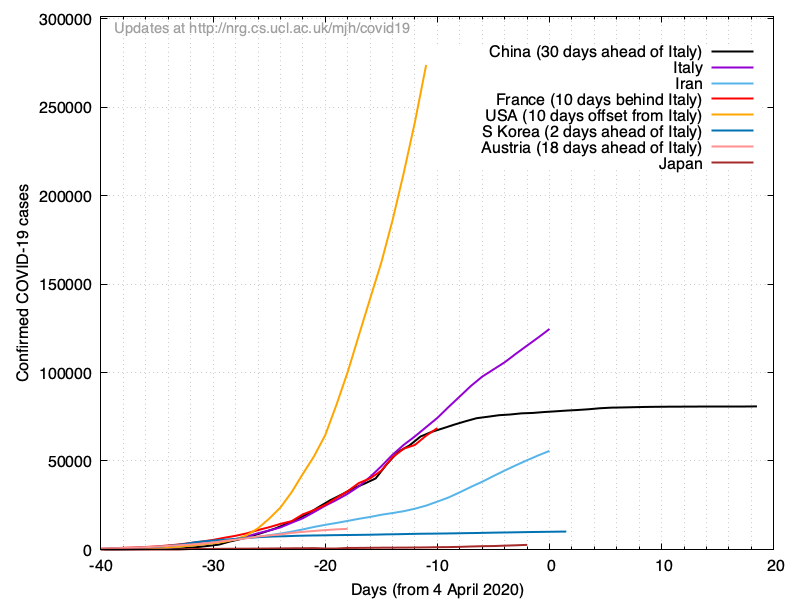 Updates at http://nrg.cs.ucl.ac.uk/mjh/covid19
China (30 days ahead of Italy)
Italy
Iran
France (10 days behind Italy)
USA (10 days offset from Italy)
S Korea (2 days ahead of Italy)
Austria (18 days ahead of Italy)
Japan
Confirmed COVID-19 cases
300000
250000
200000
150000
100000
50000
0
-40
-30
-20
-10
0
10
20
Days (from 4 April 2020)